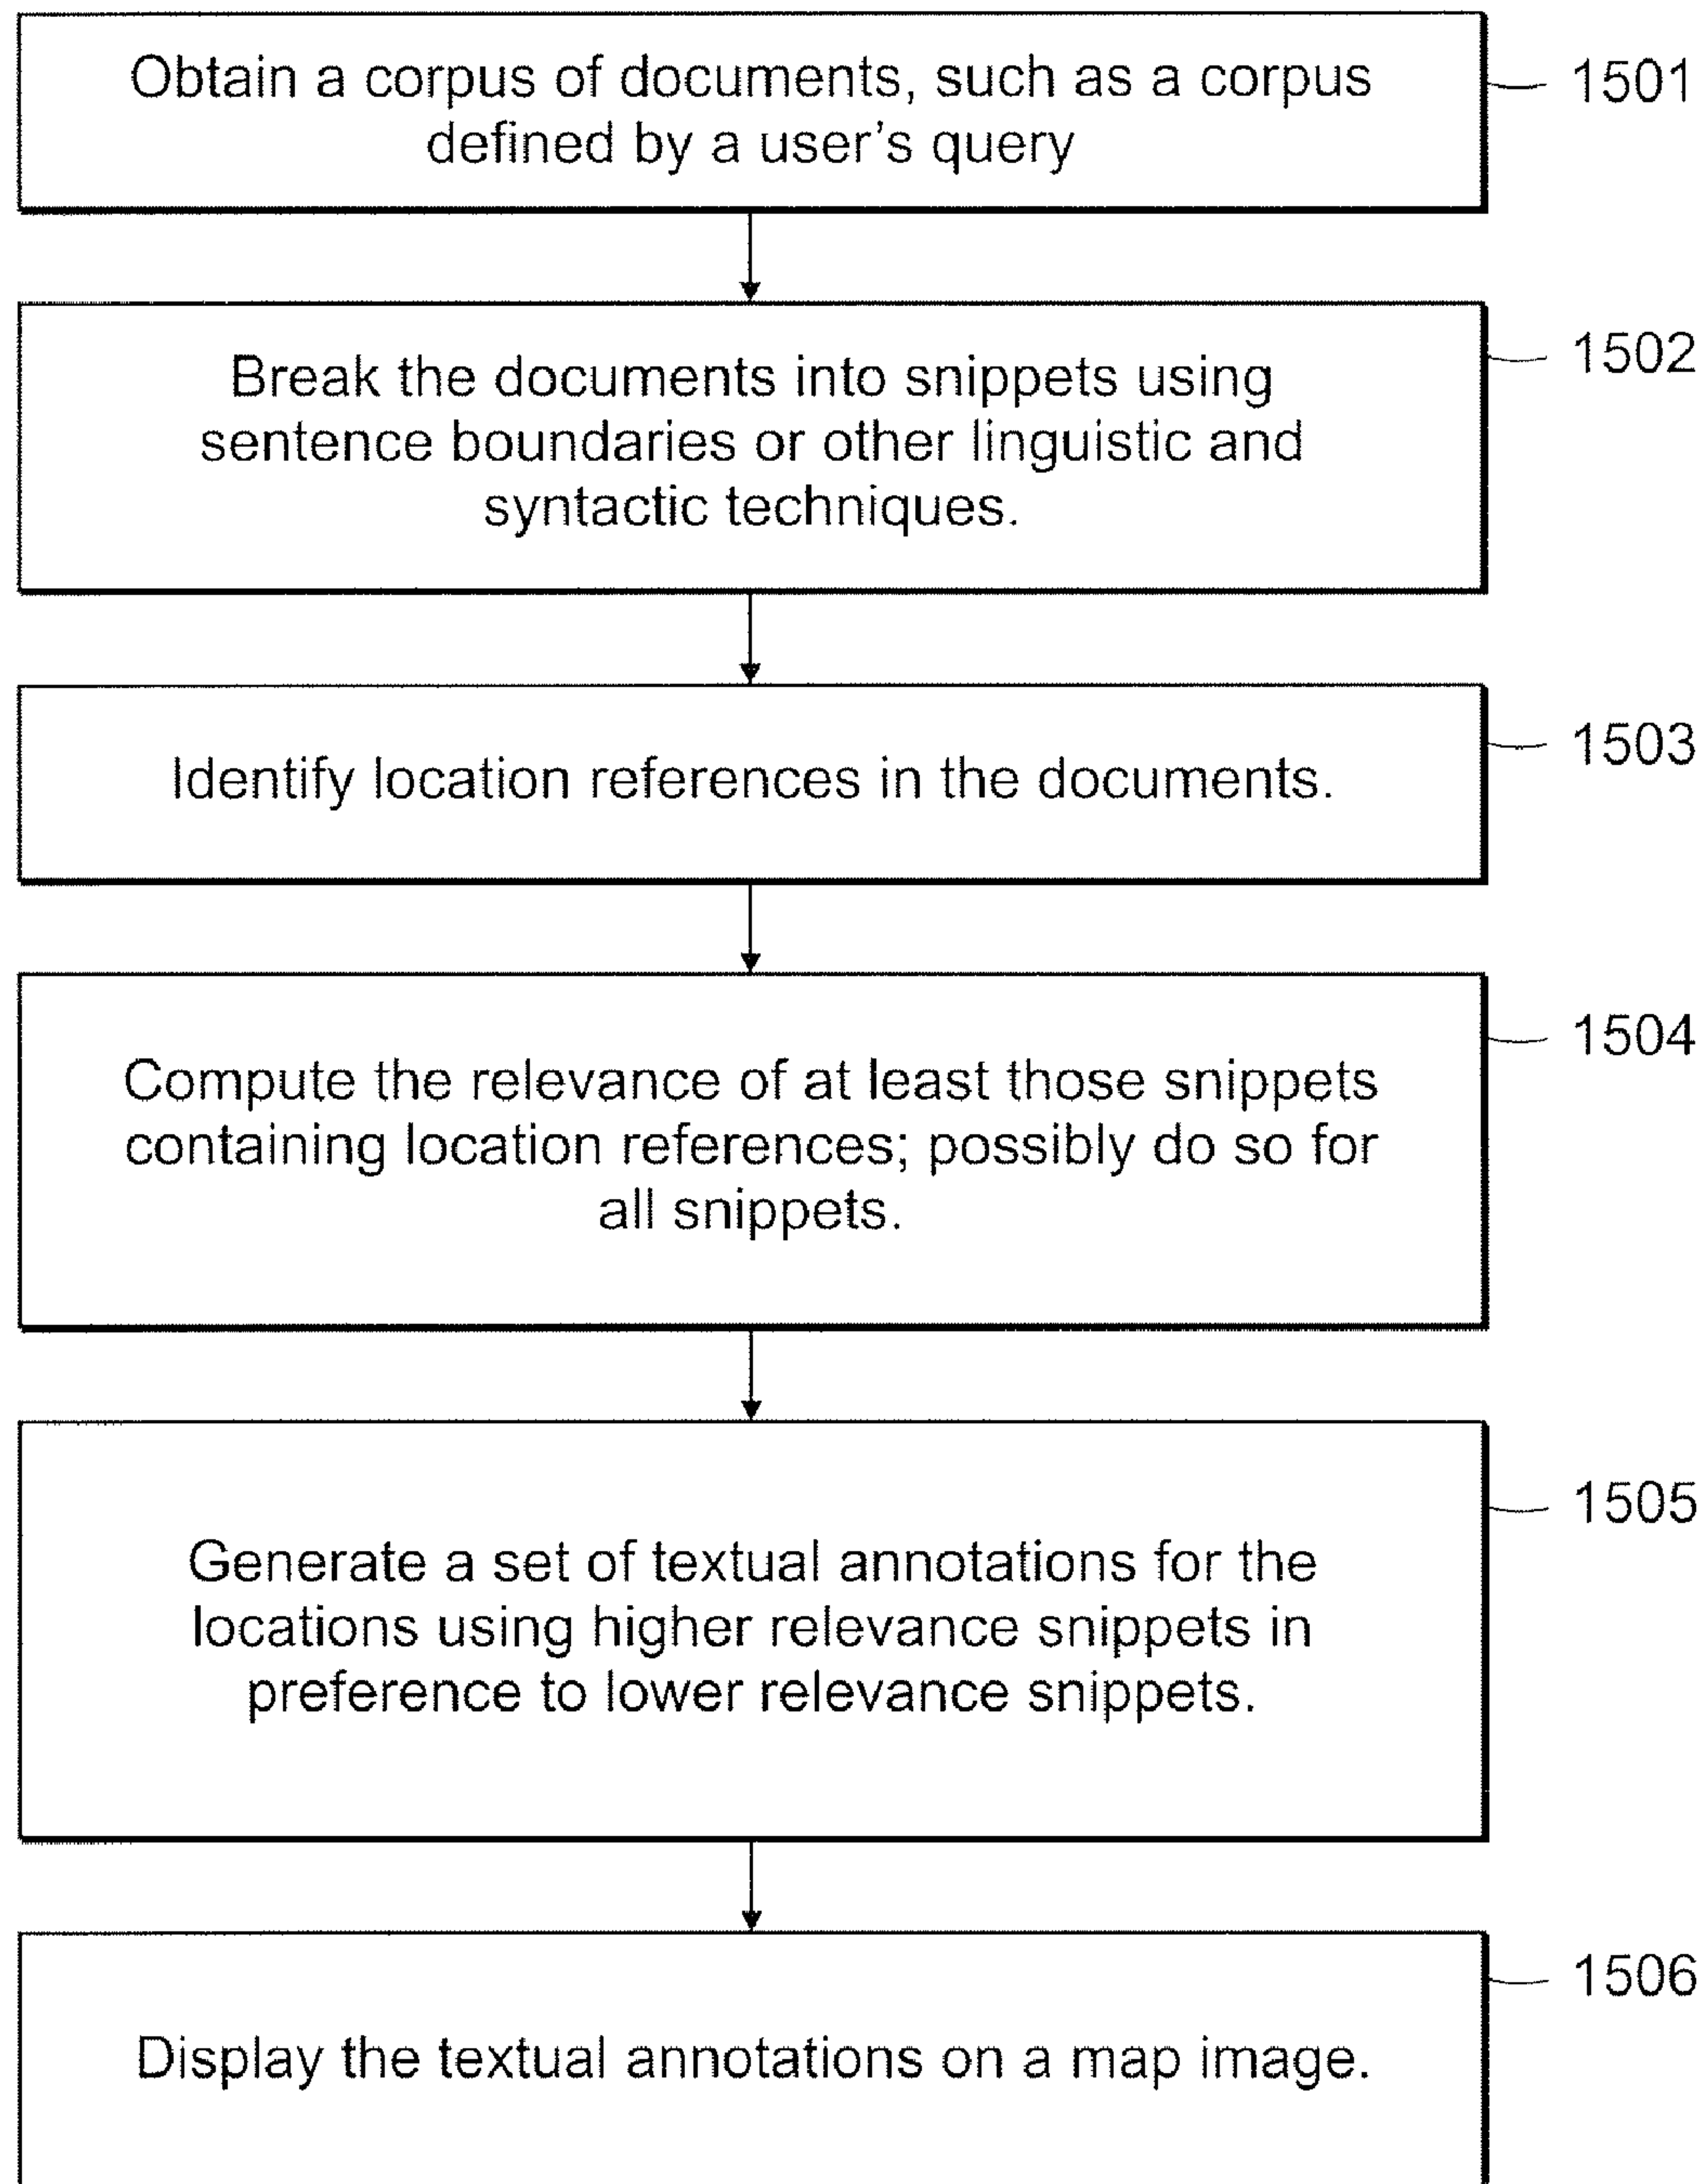 Obtain a corpus of documents, such as a corpus
defined by a user's query
1501
Break the documents into snippets using
sentence boundaries or other linguistic and
syntactic techniques.
1502
Identify location references in the documents.
1503
Compute the relevance of at least those snippets
containing location references; possibly do so for
all snippets.
1504
Generate a set of textual annotations for the
locations using higher relevance snippets in
preference to lower relevance snippets.
1505
Display the textual annotations on a map image.
1506